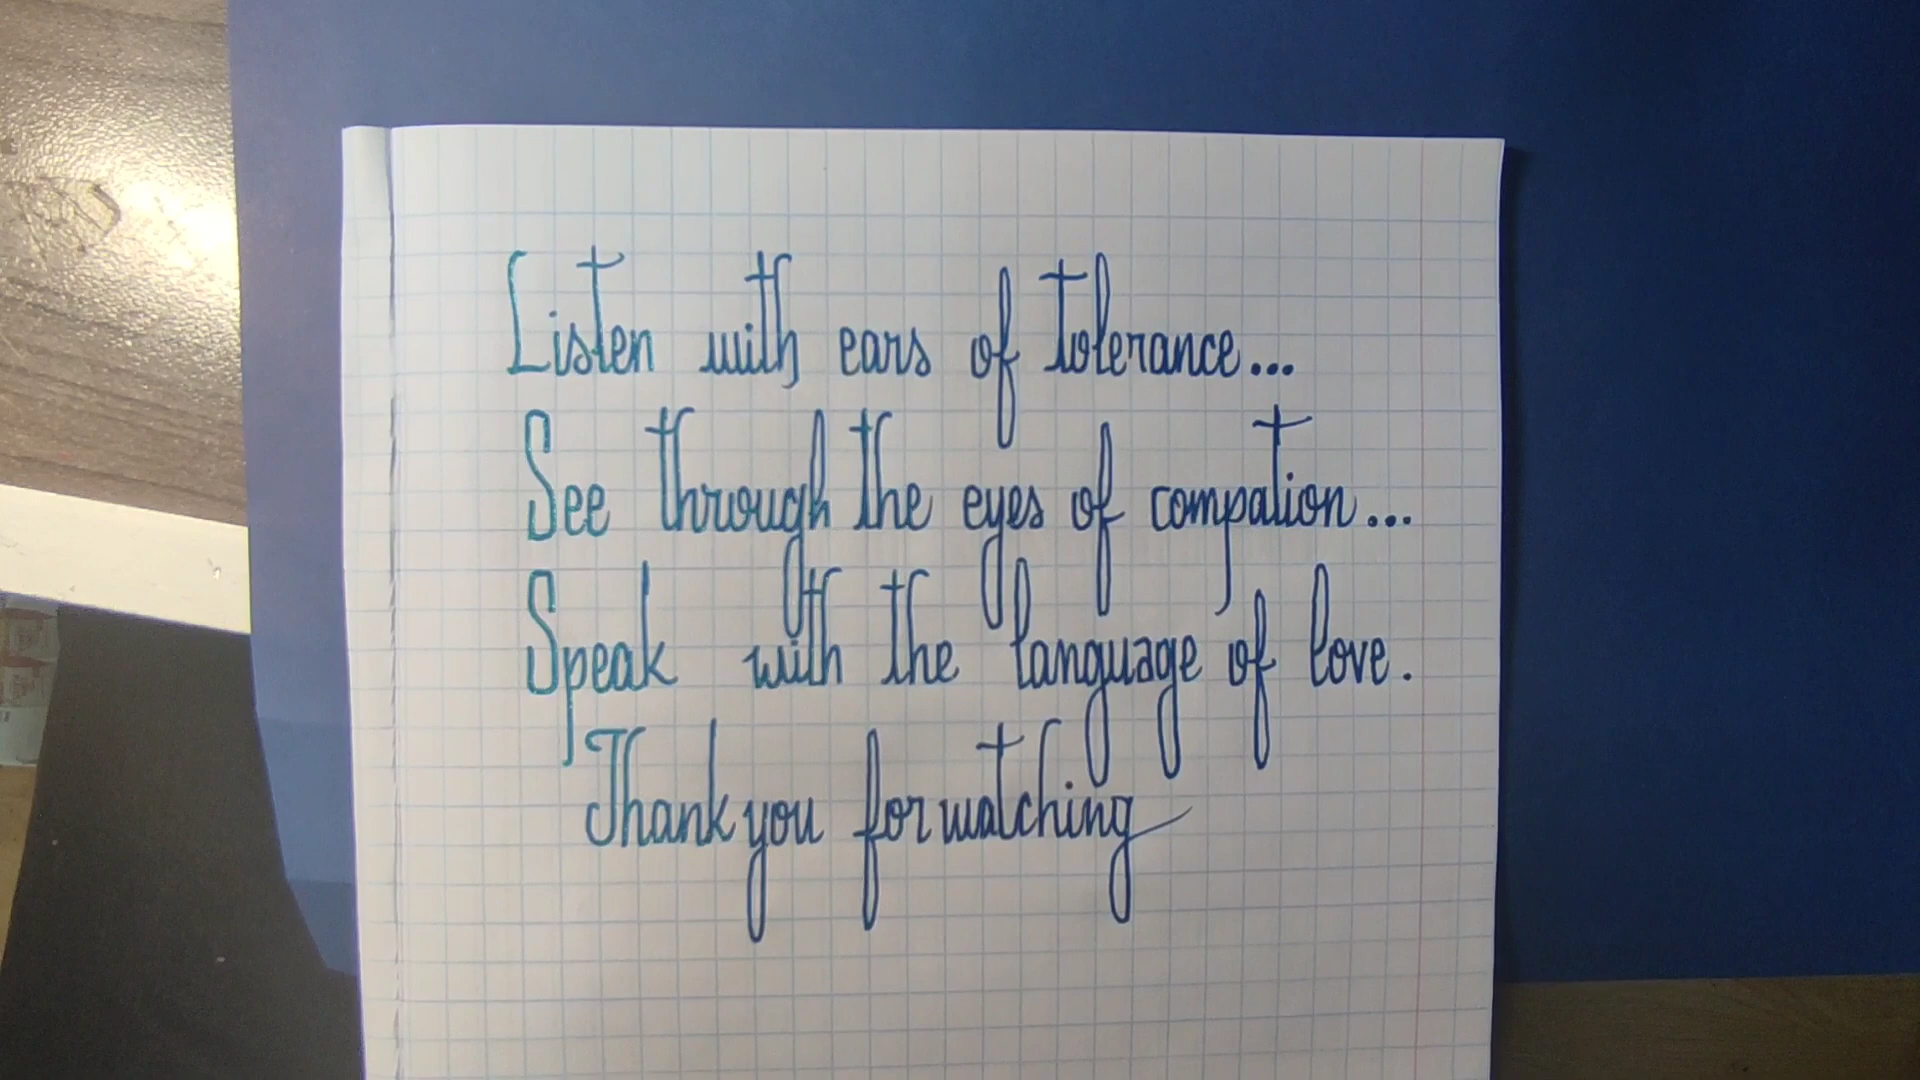 Listen with ears of tolerance...
See through the eyes of compation...
Speak with the language of love.
Thank you for watching